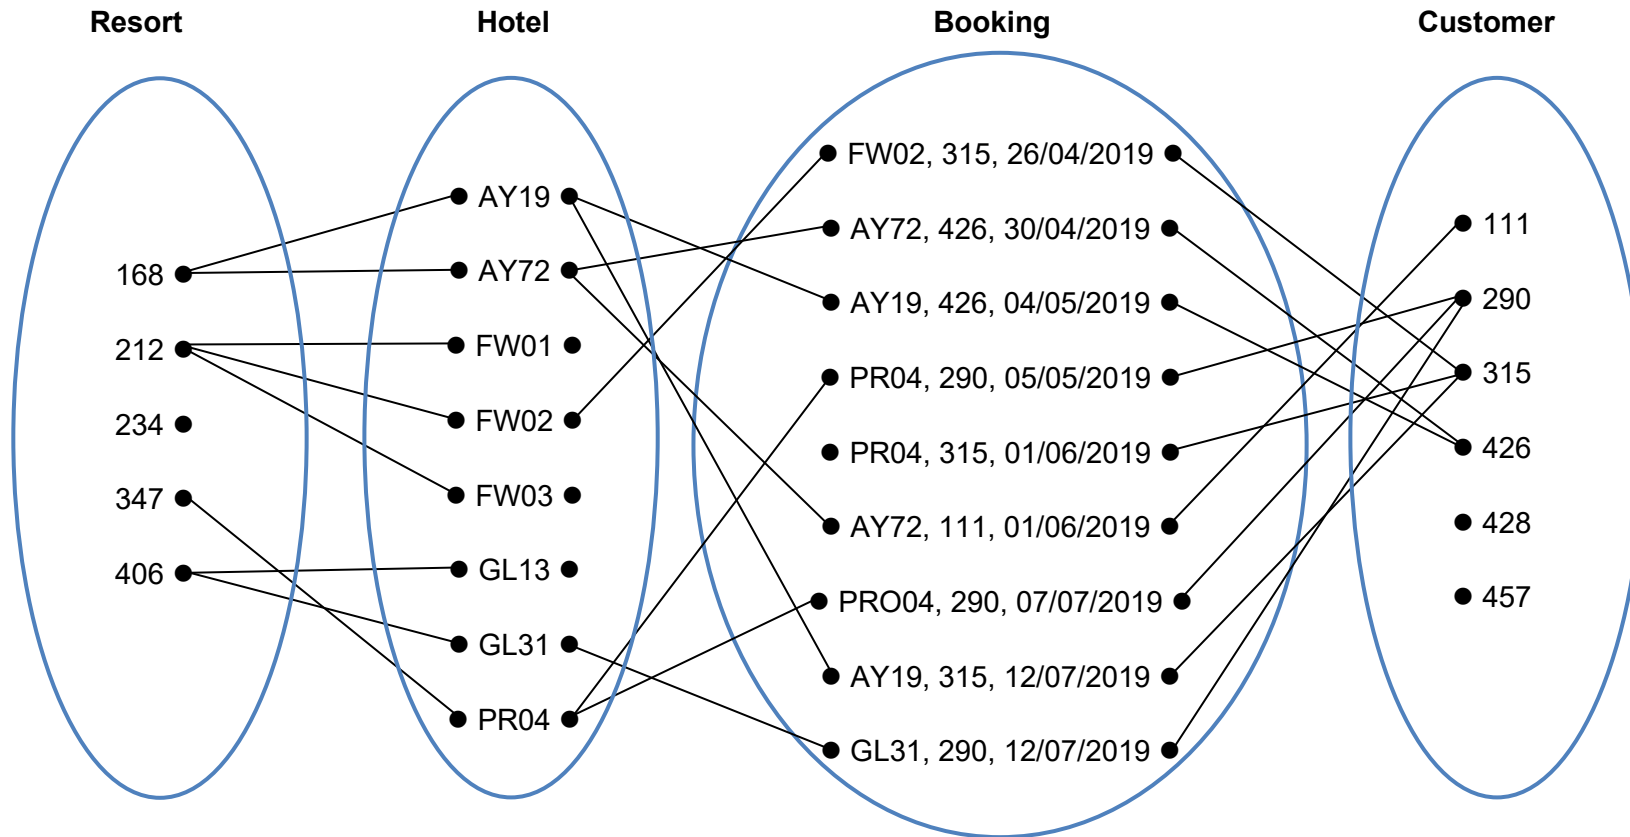 Resort
Hotel
Booking
Customer
168
212
234
347
406
AY19
AY72
FW01
FW02
FW03
GL13
GL31
PR04
FW02, 315, 26/04/2019
AY72, 426, 30/04/2019
AY19, 426, 04/05/2019
PR04, 290, 05/05/2019
PR04, 315, 01/06/2019
AY72, 111, 01/06/2019
PRO04, 290, 07/07/2019
AY19, 315, 12/07/2019
GL31, 290, 12/07/2019
111
290
315
426
428
457